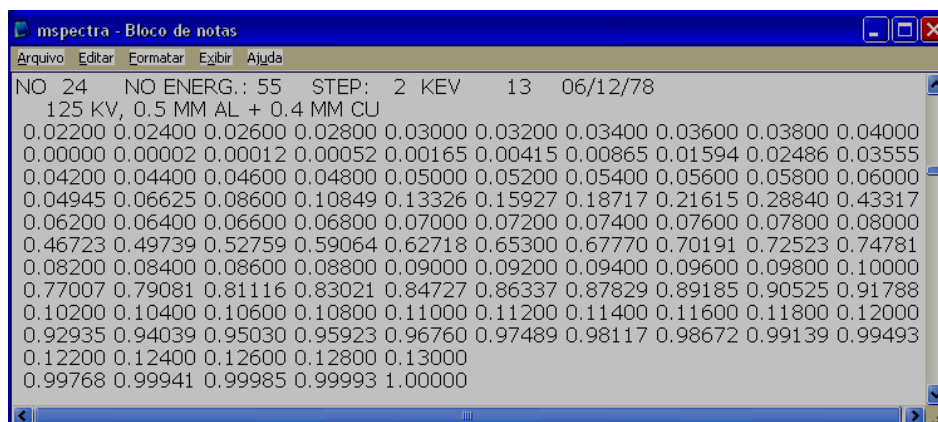 mspectra - Bloco de notas
Arquivo Editar Formatar Exibir Ajuda
NO 24 NO ENERG.: 55 STEP: 2 KEV 13 06/12/78
125 KV, 0.5 MM AL + 0.4 MM CU
0.02200 0.02400 0.02600 0.02800 0.03000 0.03200 0.03400 0.03600 0.03800 0.04000
0.00000 0.00002 0.00012 0.00052 0.00165 0.00415 0.00865 0.01594 0.02486 0.03555
0.04200 0.04400 0.04600 0.04800 0.05000 0.05200 0.05400 0.05600 0.05800 0.06000
0.04945 0.06625 0.08600 0.10849 0.13326 0.15927 0.18717 0.21615 0.28840 0.43317
0.06200 0.06400 0.06600 0.06800 0.07000 0.07200 0.07400 0.07600 0.07800 0.08000
0.46723 0.49739 0.52759 0.59064 0.62718 0.65300 0.67770 0.70191 0.72523 0.74781
0.08200 0.08400 0.08600 0.08800 0.09000 0.09200 0.09400 0.09600 0.09800 0.10000
0.77007 0.79081 0.81116 0.83021 0.84727 0.86337 0.87829 0.89185 0.90525 0.91788
0.10200 0.10400 0.10600 0.10800 0.11000 0.11200 0.11400 0.11600 0.11800 0.12000
0.92935 0.94039 0.95030 0.95923 0.96760 0.97489 0.98117 0.98672 0.99139 0.99493
0.12200 0.12400 0.12600 0.12800 0.13000
0.99768 0.99941 0.99985 0.99993 1.00000